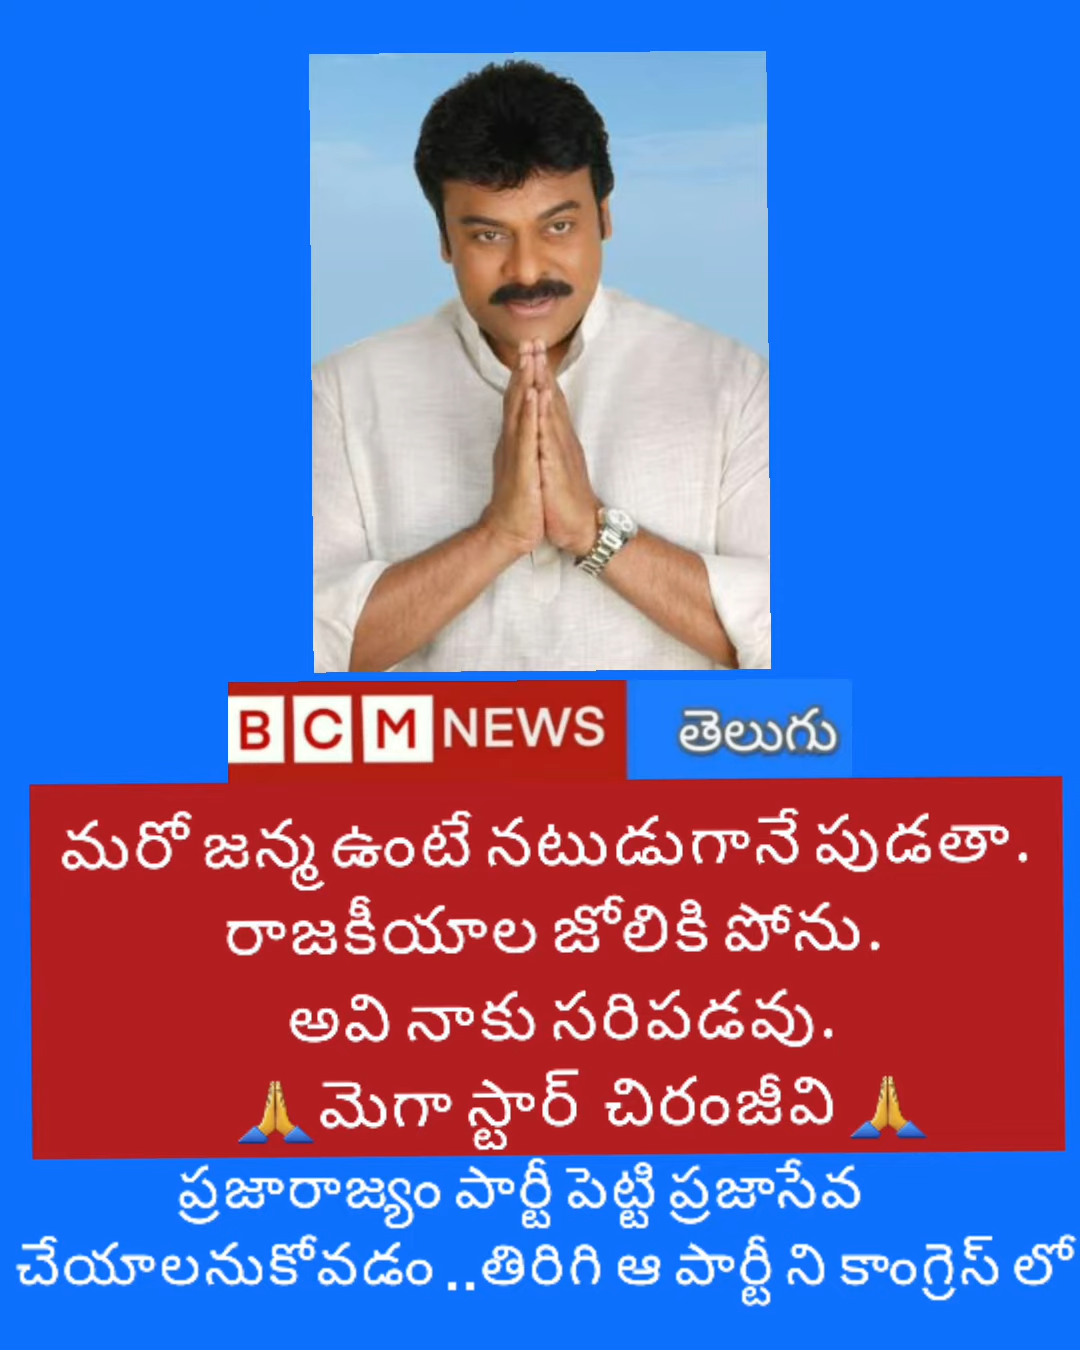 BCM NEWS తెలుగు
మరో జన్మ ఉంటే నటుడుగానే పుడతా.
రాజకీయాల జోలికి పోను.
అవి నాకు సరిపడవు.
🙏 మెగా స్టార్ చిరంజీవి 🙏
ప్రజారాజ్యం పార్టీ పెట్టి ప్రజాసేవ
చేయాలనుకోవడం ..తిరిగి ఆ పార్టీ ని కాంగ్రెస్ లో